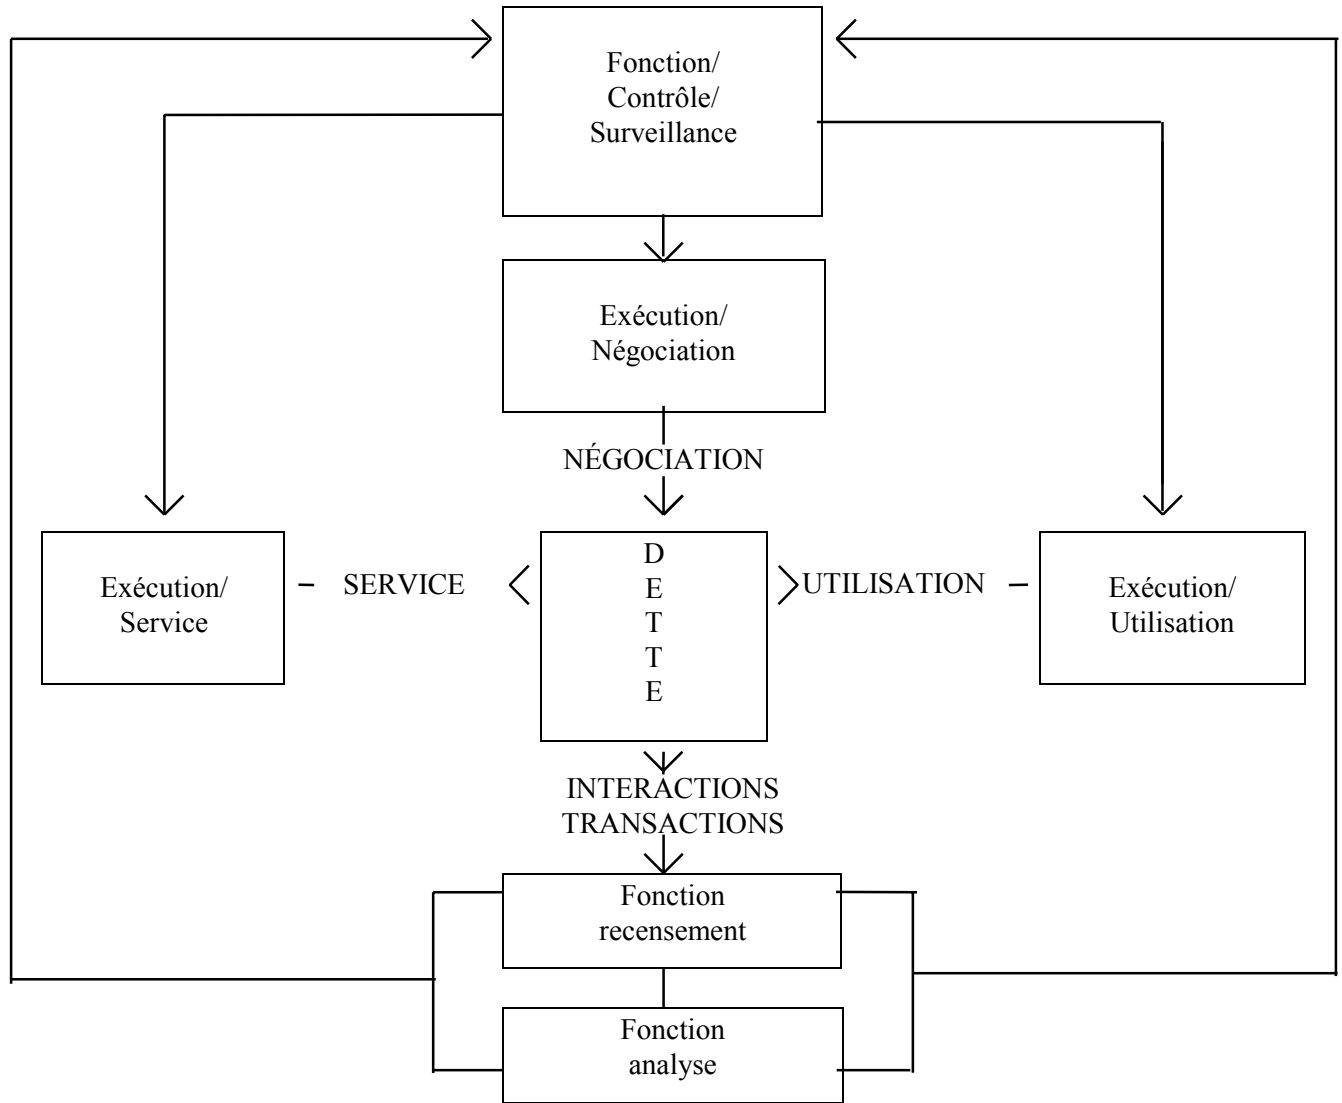 Fonction/
Contrôle/
Surveillance
Exécution/
Négociation
NÉGOCIATION
Exécution/
Service
SERVICE
D
E
T
T
E
UTILISATION
Exécution/
Utilisation
INTERACTIONS
TRANSACTIONS
Fonction
recensement
Fonction
analyse